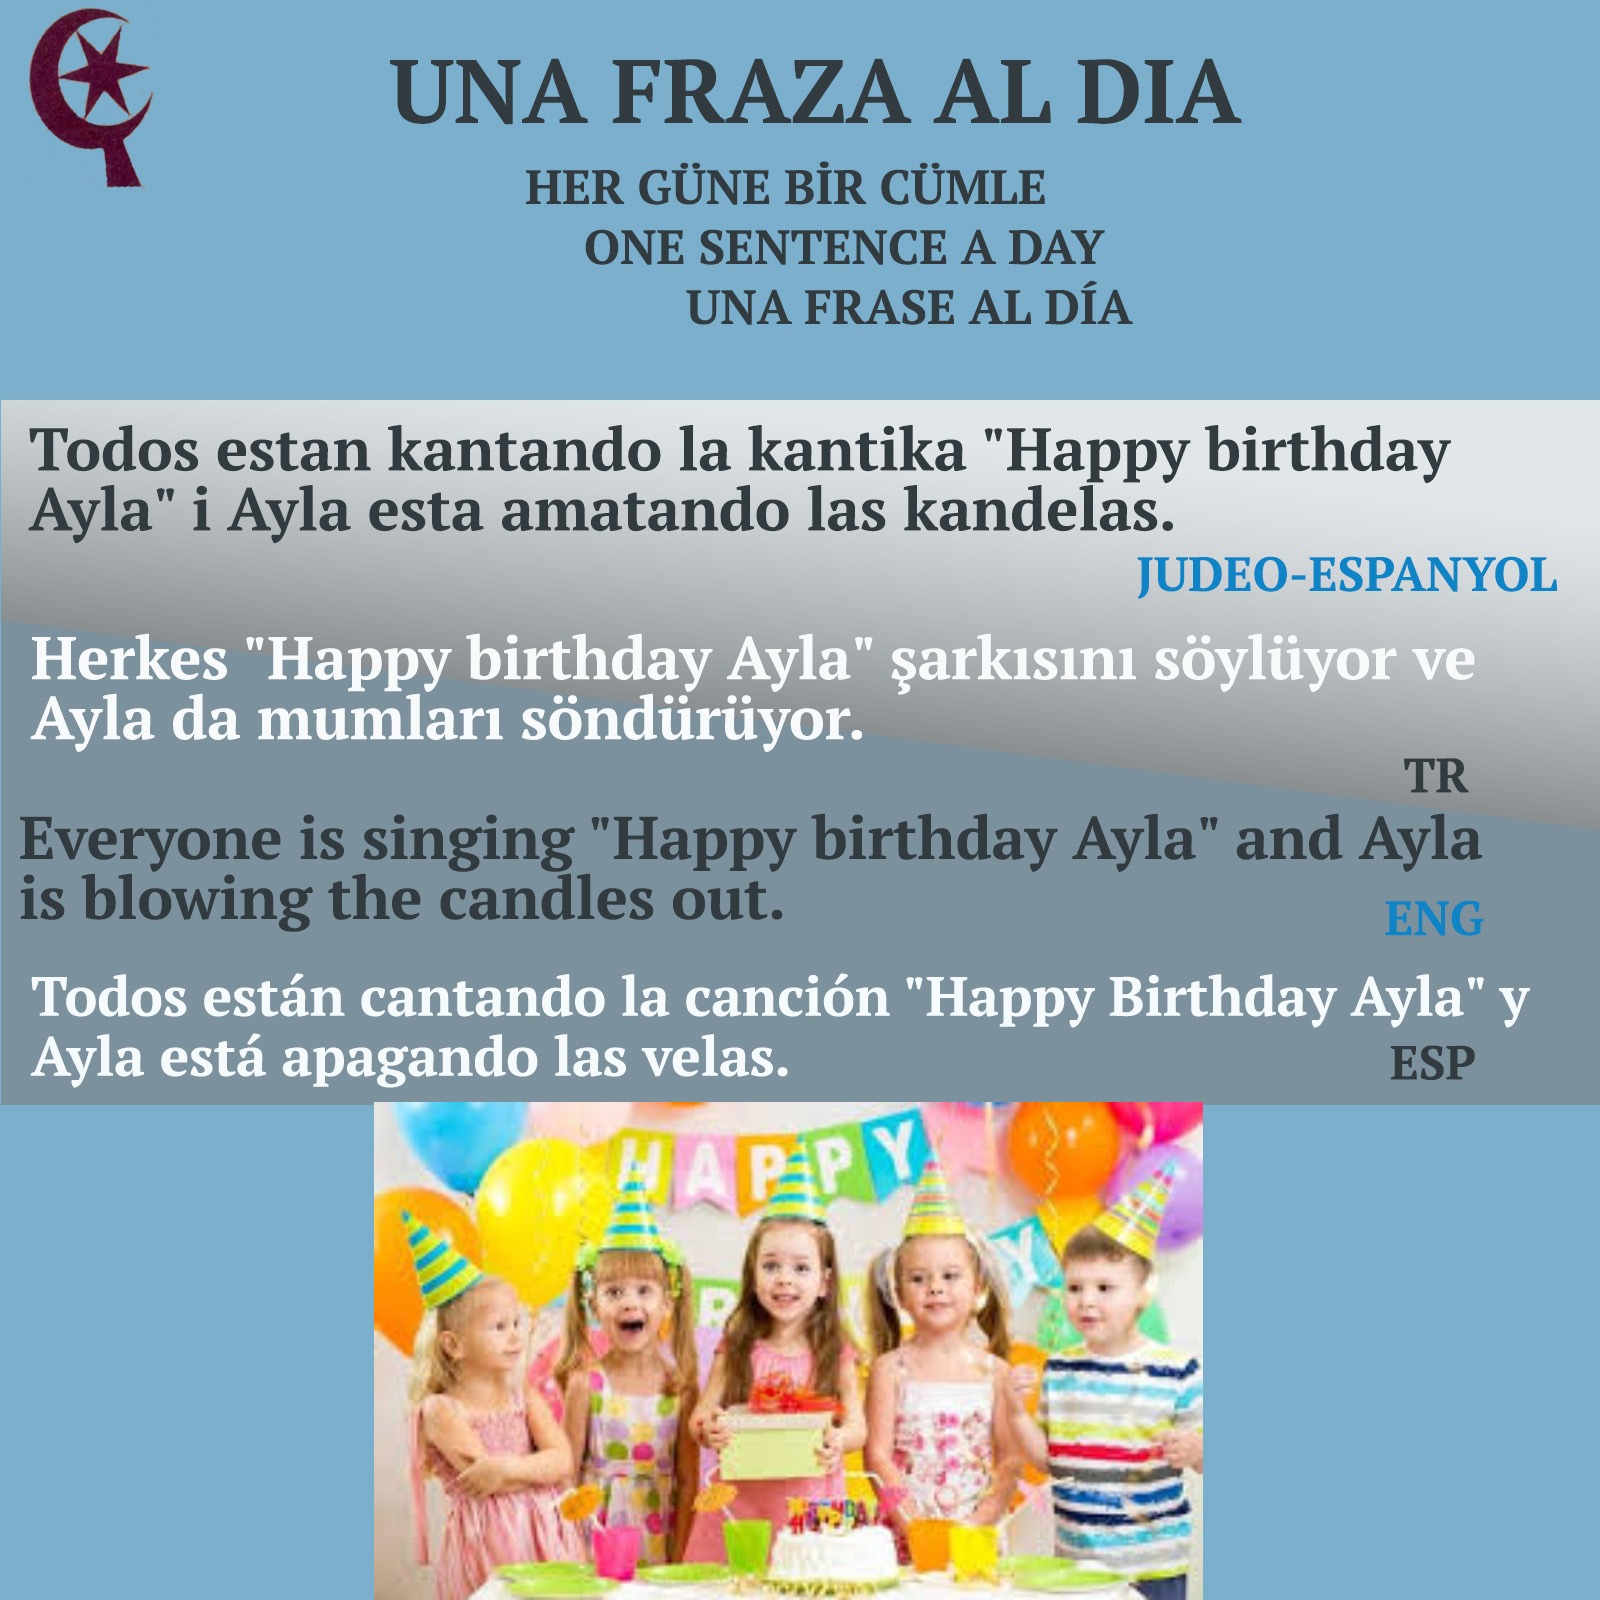 UNA FRAZA AL DIA
HER GÜNE BİR CÜMLE
ONE SENTENCE A DAY
UNA FRASE AL DÍA
Todos estan kantando la kantika "Happy birthday
Ayla" i Ayla esta amatando las kandelas.
JUDEO-ESPANYOL
Herkes "Happy birthday Ayla" şarkısını söylüyor ve
Ayla da mumları söndürüyor.
TR
Everyone is singing "Happy birthday Ayla" and Ayla
is blowing the candles out.
ENG
Todos están cantando la canción "Happy Birthday Ayla" y
Ayla está apagando las velas.
ESP
HAPPY